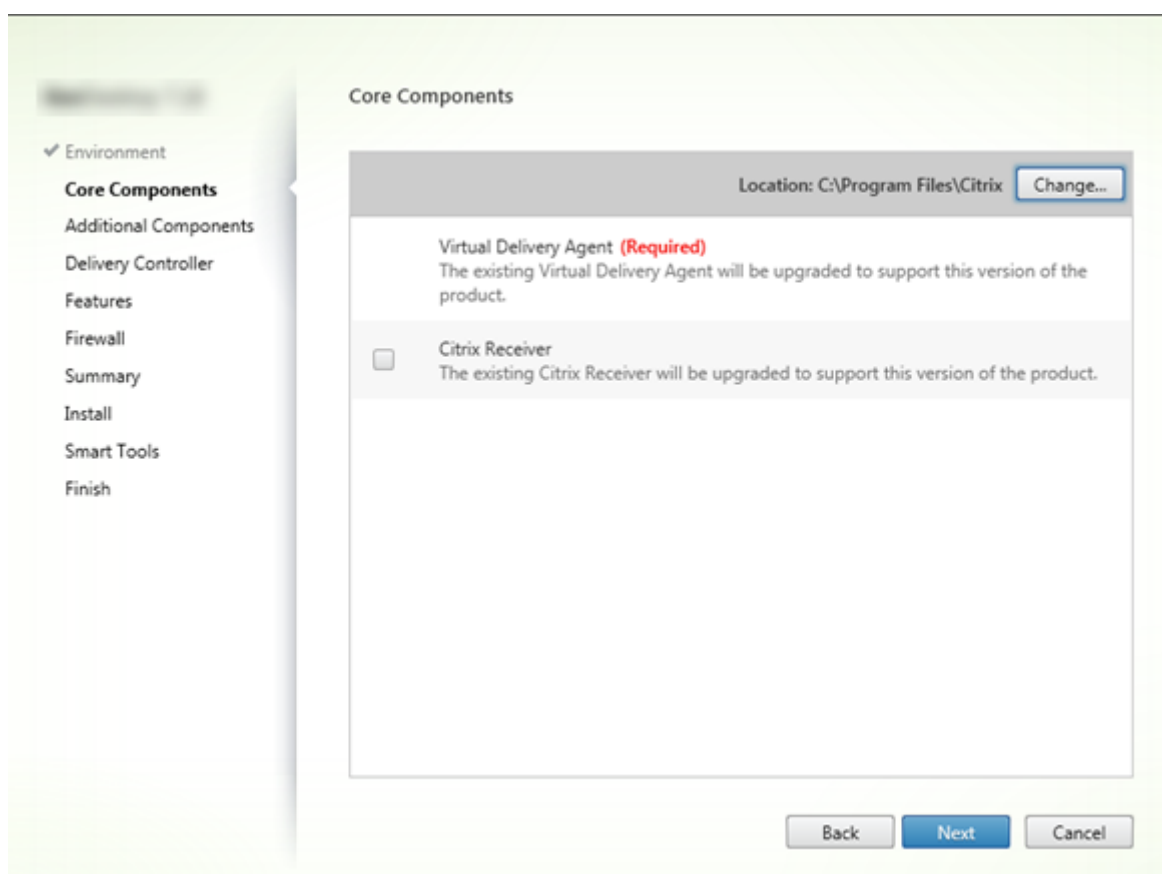 Core Components
Environment
Core Components
Additional Components
Delivery Controller
Features
Firewall
Summary
Install
Smart Tools
Finish
Location: C:\Program Files\Citrix
Change...
Virtual Delivery Agent (Required)
The existing Virtual Delivery Agent will be upgraded to support this version of the
product.
Citrix Receiver
The existing Citrix Receiver will be upgraded to support this version of the product.
Back
Next
Cancel